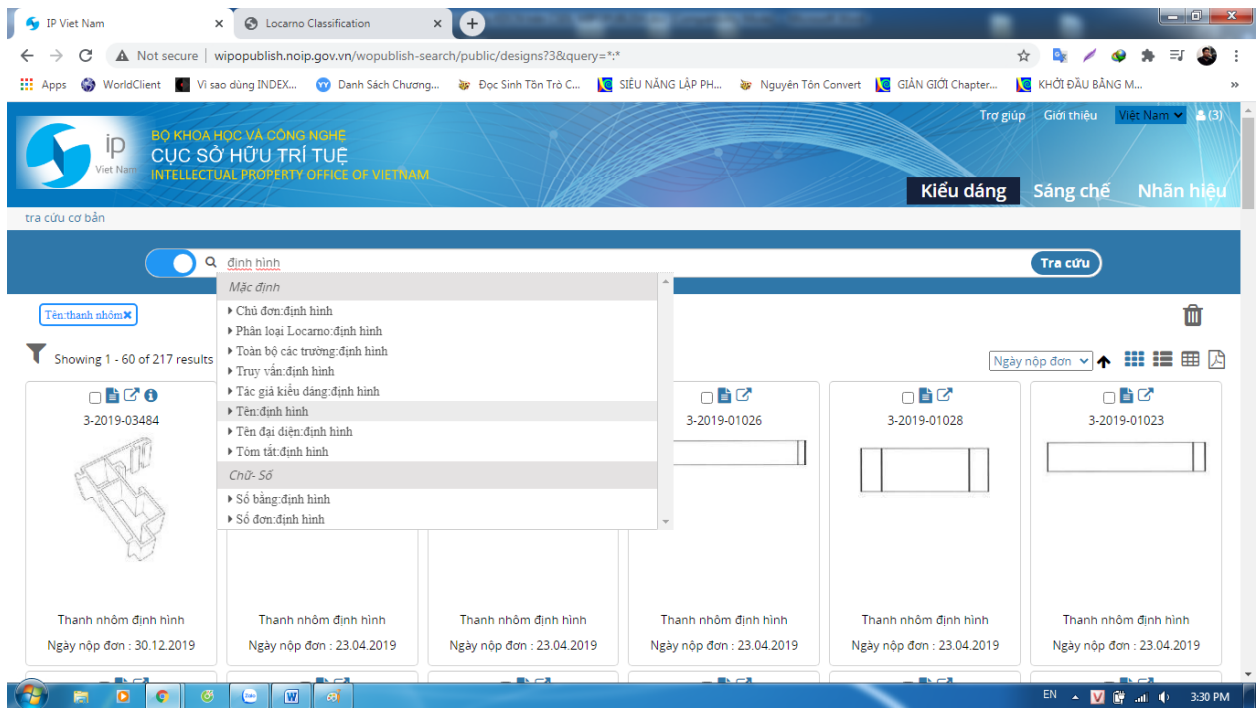 IP Viet Nam
Locarno Classification
Not secure
wipopublish.noip.gov.vn/wopublish-search/public/designs?3&query=*:*
Apps
WorldClient
Vì sao dùng INDEX...
Danh Sách Chương...
Đọc Sinh Tồn Trò C...
SIÊU NĂNG LẬP PH...
Nguyên Tôn Convert
GIẢN GIỚI Chapter...
KHỞI ĐẦU BẰNG M...
ip
Viet Nam
BỘ KHOA HỌC VÀ CÔNG NGHỆ
CỤC SỞ HỮU TRÍ TUỆ
INTELLECTUAL PROPERTY OFFICE OF VIETNAM
Trợ giúp
Giới thiệu
Việt Nam
(3)
Kiểu dáng
Sáng chế
Nhãn hiệu
tra cứu cơ bản
định hình
Tra cứu
Mặc định
Chủ đơn:định hình
Phân loại Locarno:định hình
Toàn bộ các trường:định hình
Truy vấn:định hình
Tác giả kiểu dáng:định hình
Tên:định hình
Tên đại diện:định hình
Tóm tắt:định hình
Chữ- Số
Số bằng:định hình
Số đơn:định hình
Tên:thanh nhôm
Showing 1 - 60 of 217 results
Ngày nộp đơn
3-2019-03484
3-2019-01026
3-2019-01028
3-2019-01023
Thanh nhôm định hình
Thanh nhôm định hình
Thanh nhôm định hình
Thanh nhôm định hình
Thanh nhôm định hình
Thanh nhôm định hình
Ngày nộp đơn : 30.12.2019
Ngày nộp đơn : 23.04.2019
Ngày nộp đơn : 23.04.2019
Ngày nộp đơn : 23.04.2019
Ngày nộp đơn : 23.04.2019
Ngày nộp đơn : 23.04.2019
Zalo
W
Ai
EN
V
3:30 PM